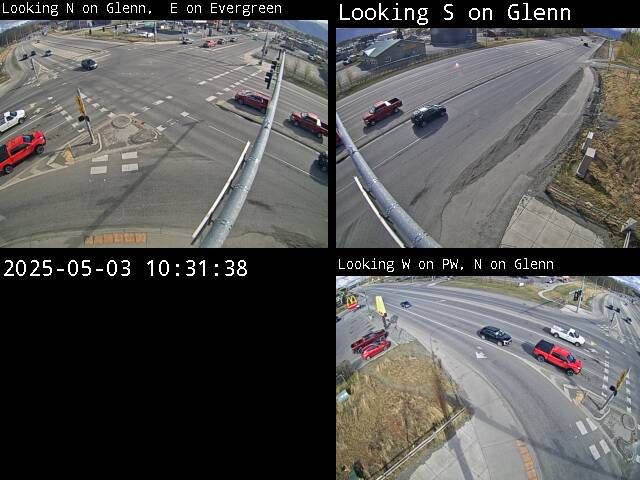 Looking N on Glenn,  E on Evergreen
Looking S on Glenn
2025-05-03 10:31:38
Looking W on PW, N on Glenn